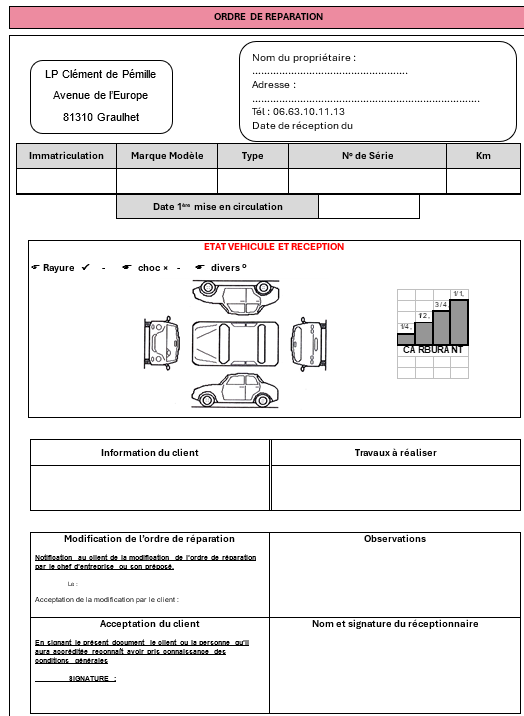 ORDRE DE REPARATION
LP Clément de Pémille
Avenue de l'Europe
81310 Graulhet
Nom du propriétaire :
......................................................
Adresse :
...............................................................................
Tél : 06.63.10.11.13
Date de réception du
Immatriculation Marque Modèle Type N° de Série Km
Date 1ère mise en circulation
ETAT VEHICULE ET RECEPTION
☞ Rayure ✓ - ☞ choc × - ☞ divers º
1/1.
3/4
12.
1/4.
CARBURANT
Information du client Travaux à réaliser
Modification de l'ordre de réparation
Notification au client de la modification de l'ordre de réparation
par le chef d'entreprise ou son préposé.
Le :
Acceptation de la modification par le client :
Observations
Acceptation du client
En signant le présent document le client ou la personne qu'il
aura accréditée reconnaît avoir pris connaissance des
conditions générales
SIGNATURE :
Nom et signature du réceptionnaire